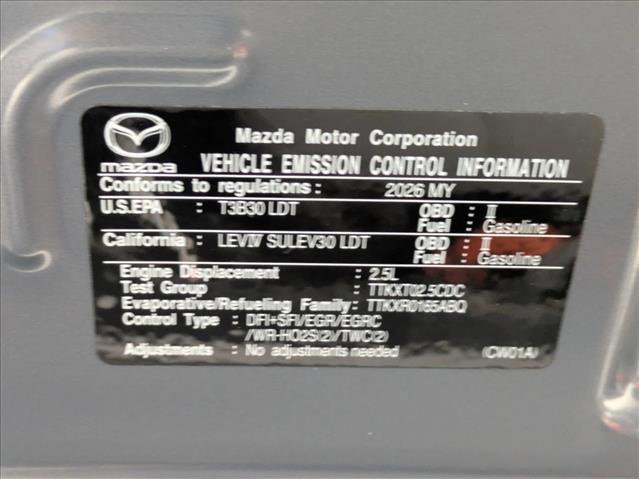 mazda
Mazda Motor Corporation
VEHICLE EMISSION CONTROL INFORMATION
Conforms to regulations : 2026 MY
U.S.EPA : T3B30 LDT OBD : II
Fuel : Gasoline
California : LEVIV SULEV30 LDT OBD : II
Fuel : Gasoline
Engine Displacement : 2.5L
Test Group : TTKXT02.5CDC
Evaporative/Refueling Family: TTKXR0165ABQ
Control Type : DFI+SFI/EGR/EGRC
/WR-HO2S(2)/TWC(2)
Adjustments : No adjustments needed (CW01A)